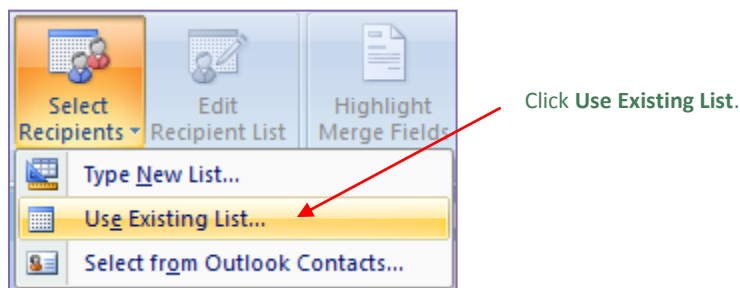 Select Recipients
Edit Recipient List
Highlight Merge Fields
Click Use Existing List.
Type New List...
Use Existing List...
Select from Outlook Contacts...